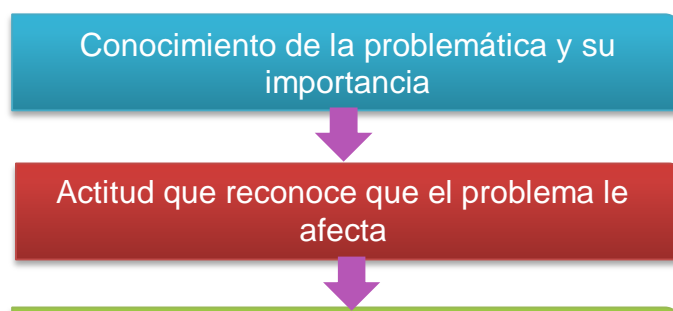 Conocimiento de la problemática y su
importancia
Actitud que reconoce que el problema le
afecta